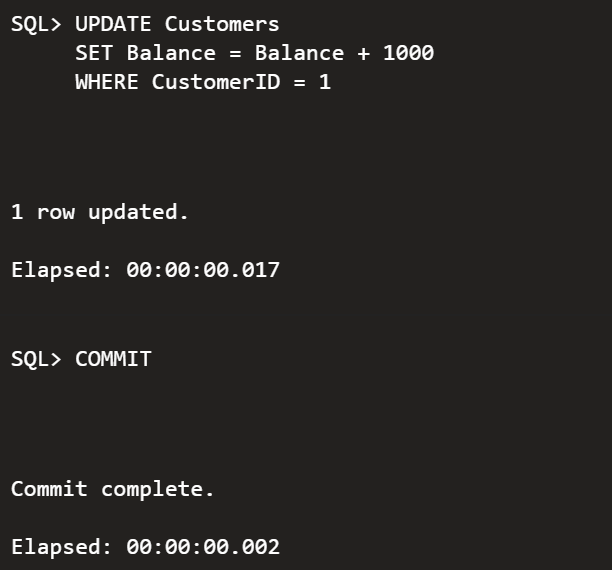 SQL> UPDATE Customers
SET Balance = Balance + 1000
WHERE CustomerID = 1
1 row updated.
Elapsed: 00:00:00.017
SQL> COMMIT
Commit complete.
Elapsed: 00:00:00.002